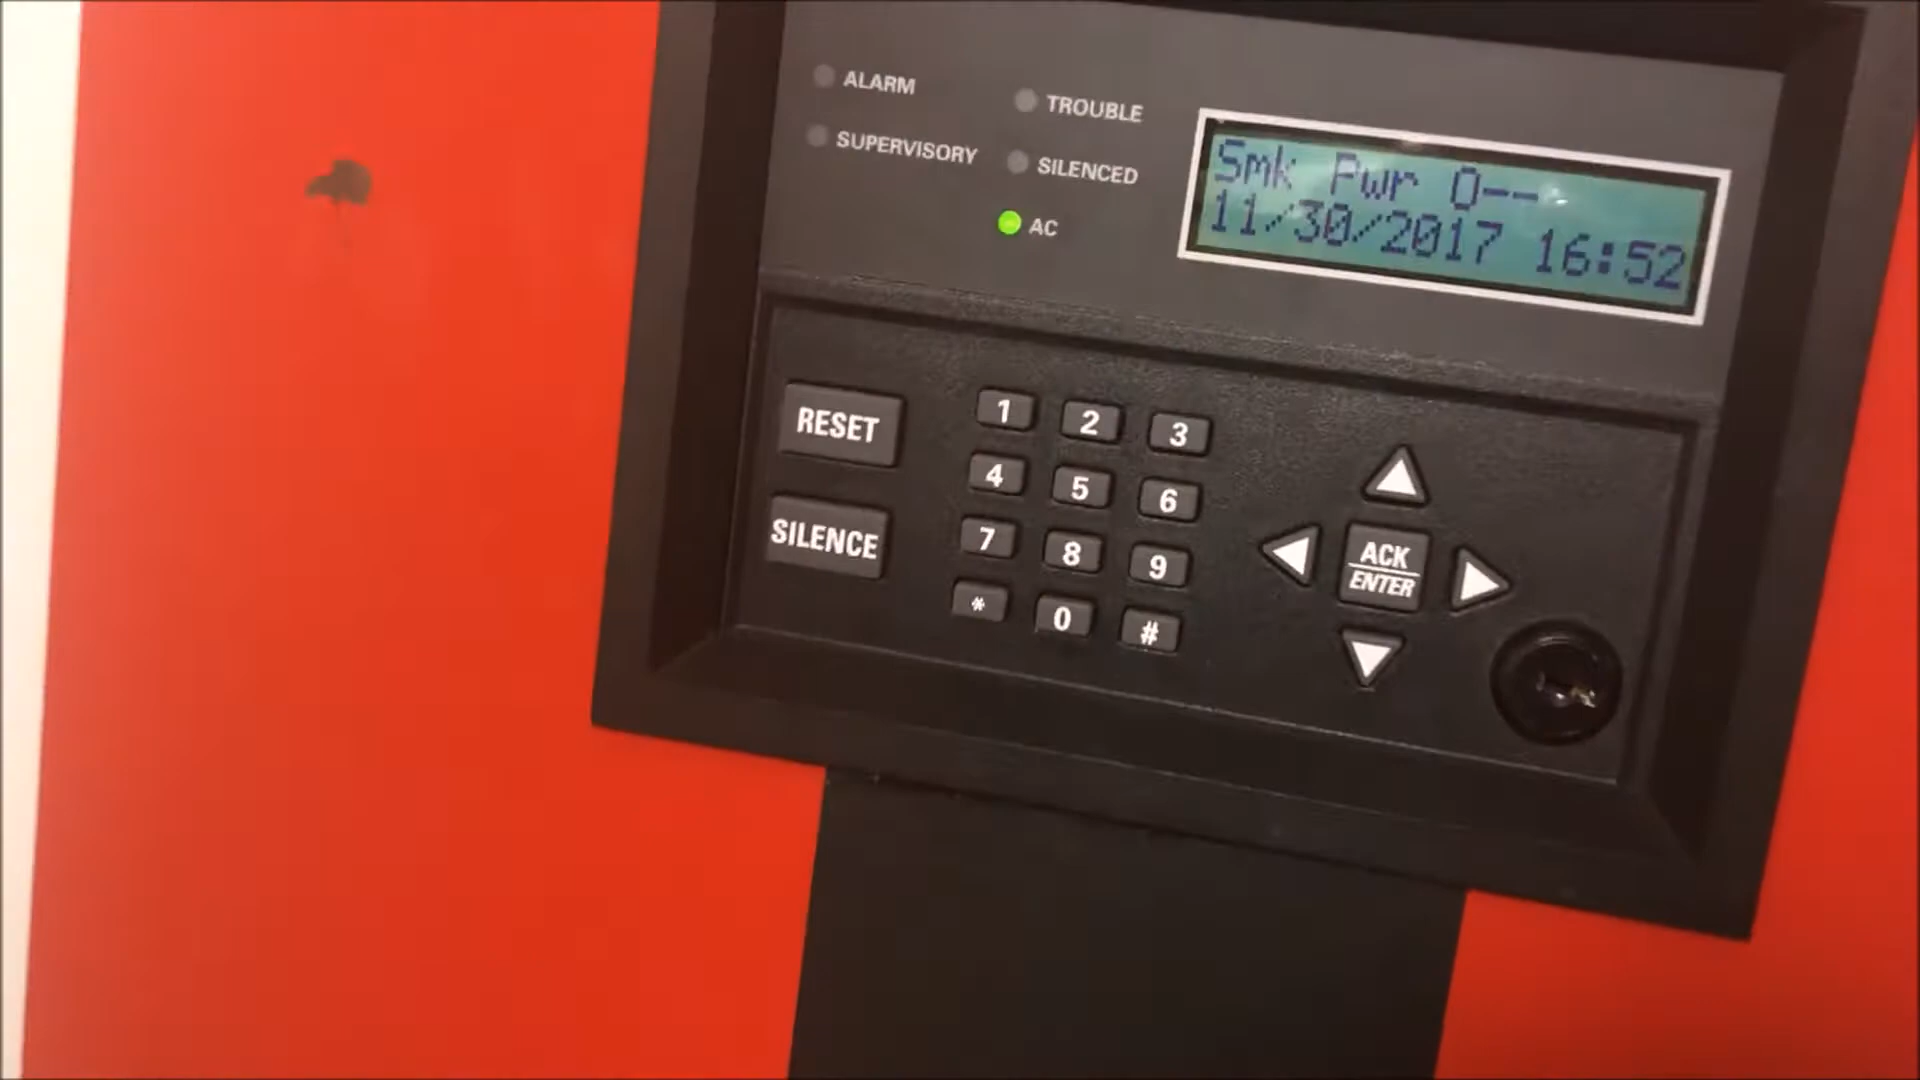 ALARM
TROUBLE
SUPERVISORY
SILENCED
AC
Smk Pwr 0--
11/30/2017 16:52
RESET
SILENCE
1 2 3
4 5 6
7 8 9
* 0 #
ACK
ENTER